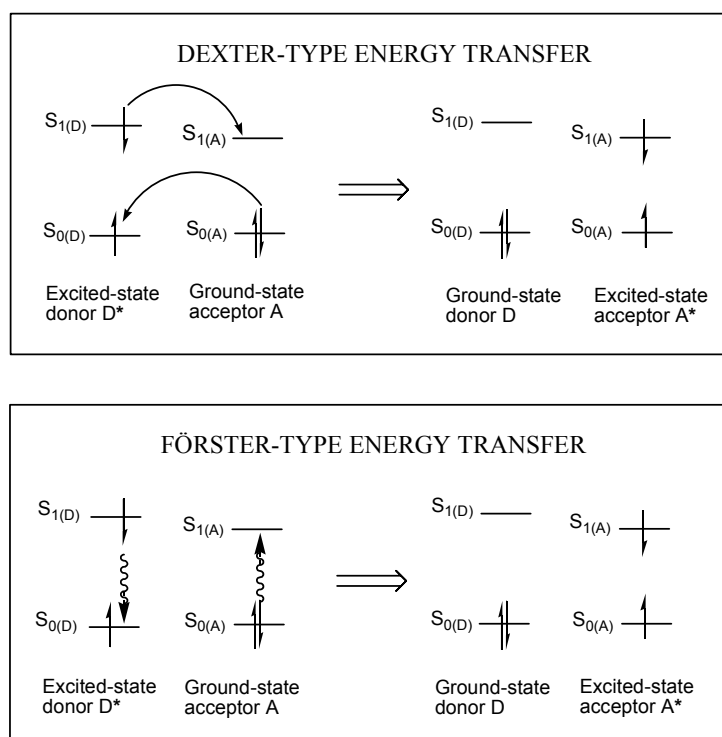 DEXTER-TYPE ENERGY TRANSFER
S1(D)
S1(A)
S1(D)
S1(A)
S0(D)
S0(A)
S0(D)
S0(A)
Excited-state
donor D*
Ground-state
acceptor A
Ground-state
donor D
Excited-state
acceptor A*
FÖRSTER-TYPE ENERGY TRANSFER
S1(D)
S1(A)
S1(D)
S1(A)
S0(D)
S0(A)
S0(D)
S0(A)
Excited-state
donor D*
Ground-state
acceptor A
Ground-state
donor D
Excited-state
acceptor A*